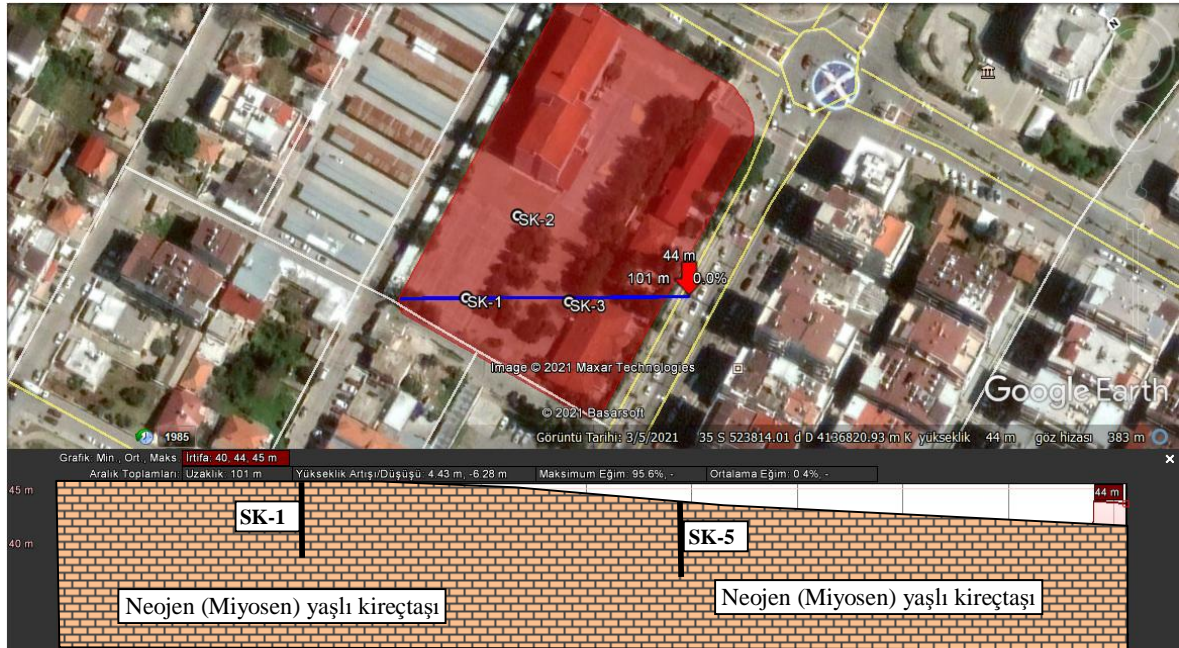 N
SK-2
44 m
101 m 0.0%
SK-1
SK-3
Image © 2021 Maxar Technologies
© 2021 Basarsoft
Google Earth
1985
Görüntü Tarihi: 3/5/2021 35 S 523814.01 d D 4136820.93 m K yükseklik 44 m göz hizası 383 m
Grafik: Min., Ort., Maks. İrtifa: 40, 44, 45 m
Aralık Toplamları: Uzaklık: 101 m Yükseklik Artışı/Düşüşü: 4.43 m, -6.28 m Maksimum Eğim: 95.6%, - Ortalama Eğim: 0.4%, -
45 m
44 m
SK-1
SK-5
40 m
Neojen (Miyosen) yaşlı kireçtaşı
Neojen (Miyosen) yaşlı kireçtaşı